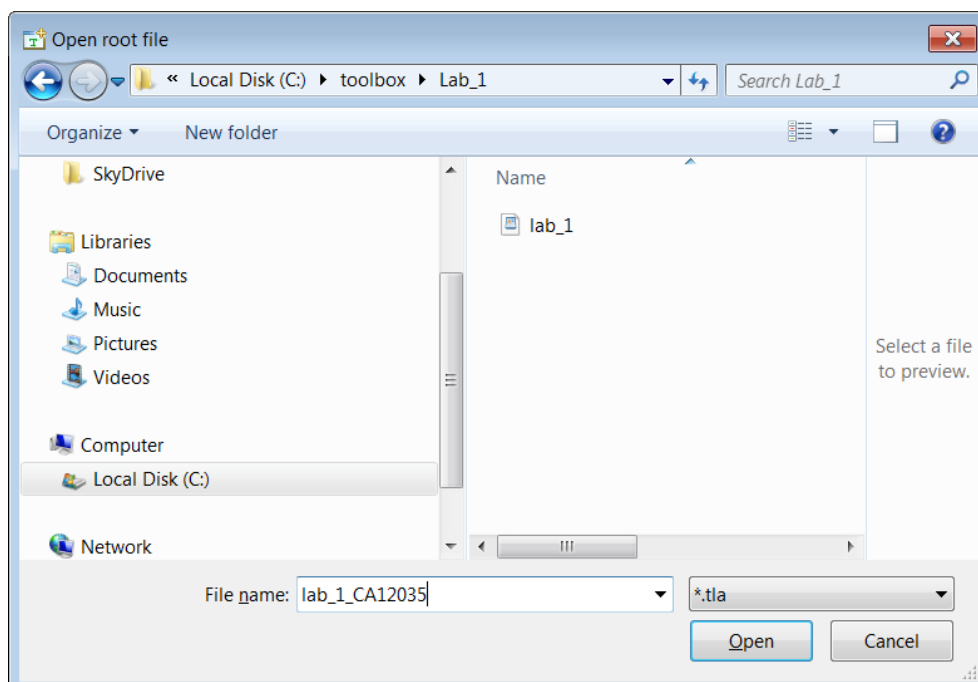 Open root file
« Local Disk (C:) toolbox Lab_1
Search Lab_1
Organize New folder
SkyDrive
Libraries
Documents
Music
Pictures
Videos
Computer
Local Disk (C:)
Network
Name
lab_1
Select a file
to preview.
File name: lab_1_CA12035
*.tla
Open Cancel